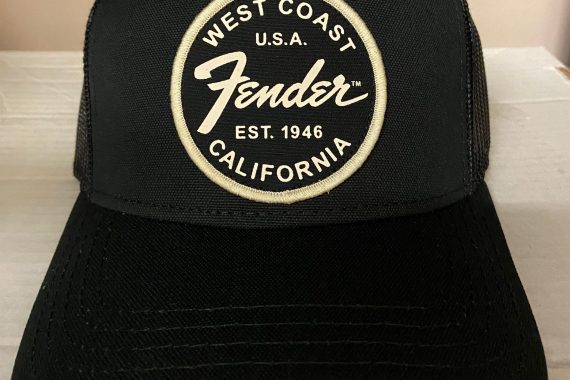 WEST COAST
U.S.A.
Fender™
EST. 1946
CALIFORNIA